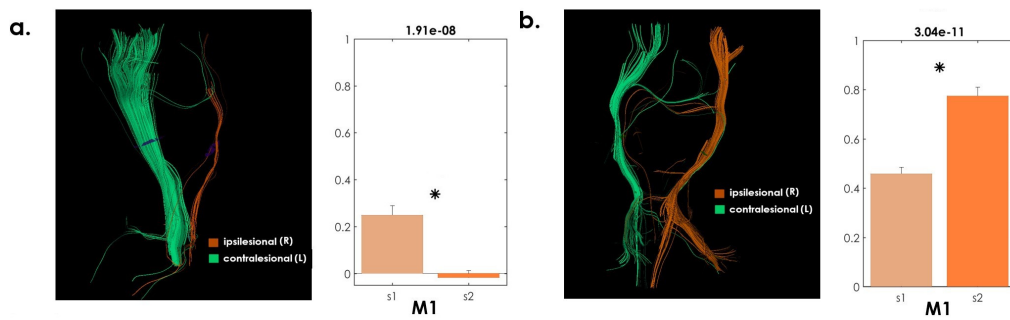 a.
ipsilesional (R)
contralesional (L)
1.91e-08
1
0.8
0.6
0.4
0.2
0
*
s1 s2
M1
b.
ipsilesional (R)
contralesional (L)
3.04e-11
1
0.8
0.6
0.4
0.2
0
*
s1 s2
M1